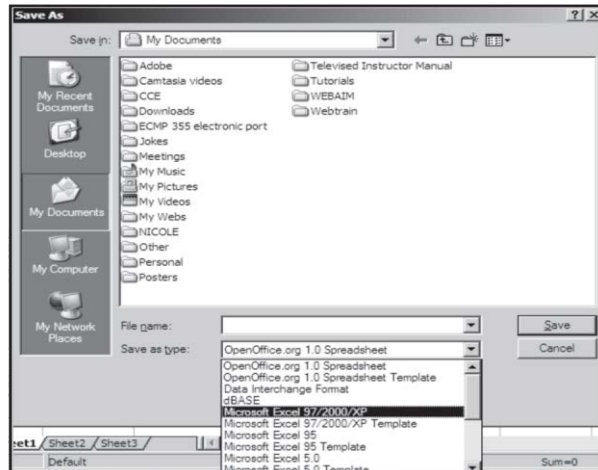 Save As
Save in:
My Documents
My Recent
Documents
Desktop
My Documents
My Computer
My Network
Places
Adobe
Camtasia videos
CCE
Downloads
ECMP 355 electronic port
Jokes
Meetings
My Music
My Pictures
My Videos
My Webs
NICOLE
Other
Personal
Posters
Televised Instructor Manual
Tutorials
WEBAIM
Webtrain
File name:
Save
Save as type:
OpenOffice.org 1.0 Spreadsheet
Cancel
OpenOffice.org 1.0 Spreadsheet
OpenOffice.org 1.0 Spreadsheet Template
Data Interchange Format
dBASE
Microsoft Excel 97/2000/XP
Microsoft Excel 97/2000/XP Template
Microsoft Excel 95
Microsoft Excel 95 Template
Microsoft Excel 5.0
Microsoft Excel 5.0 Template
eet1 / Sheet2 / Sheet3
Default
Sum=0